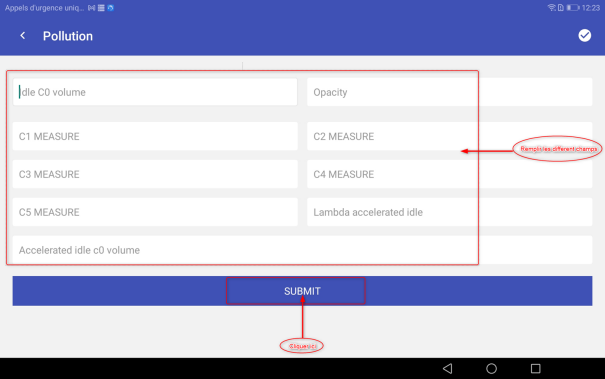 Appels d'urgence uniq...
12:23
Pollution
Idle C0 volume
Opacity
C1 MEASURE
C2 MEASURE
Remplir les différent champs
C3 MEASURE
C4 MEASURE
C5 MEASURE
Lambda accelerated idle
Accelerated idle c0 volume
SUBMIT
Cliquer ici